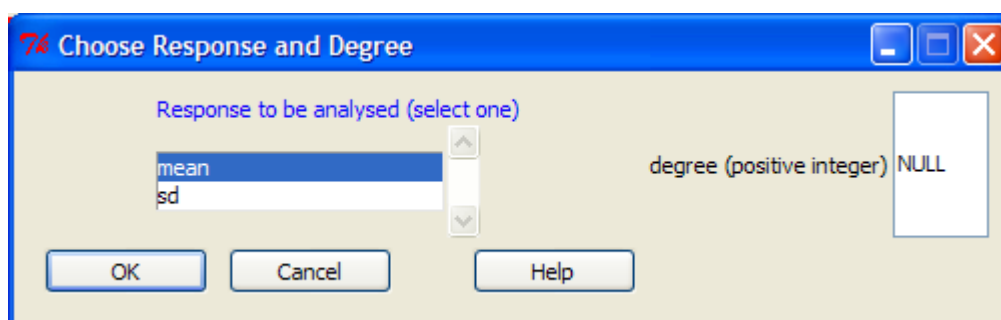 Choose Response and Degree
Response to be analysed (select one)
mean
sd
degree (positive integer) NULL
OK Cancel Help